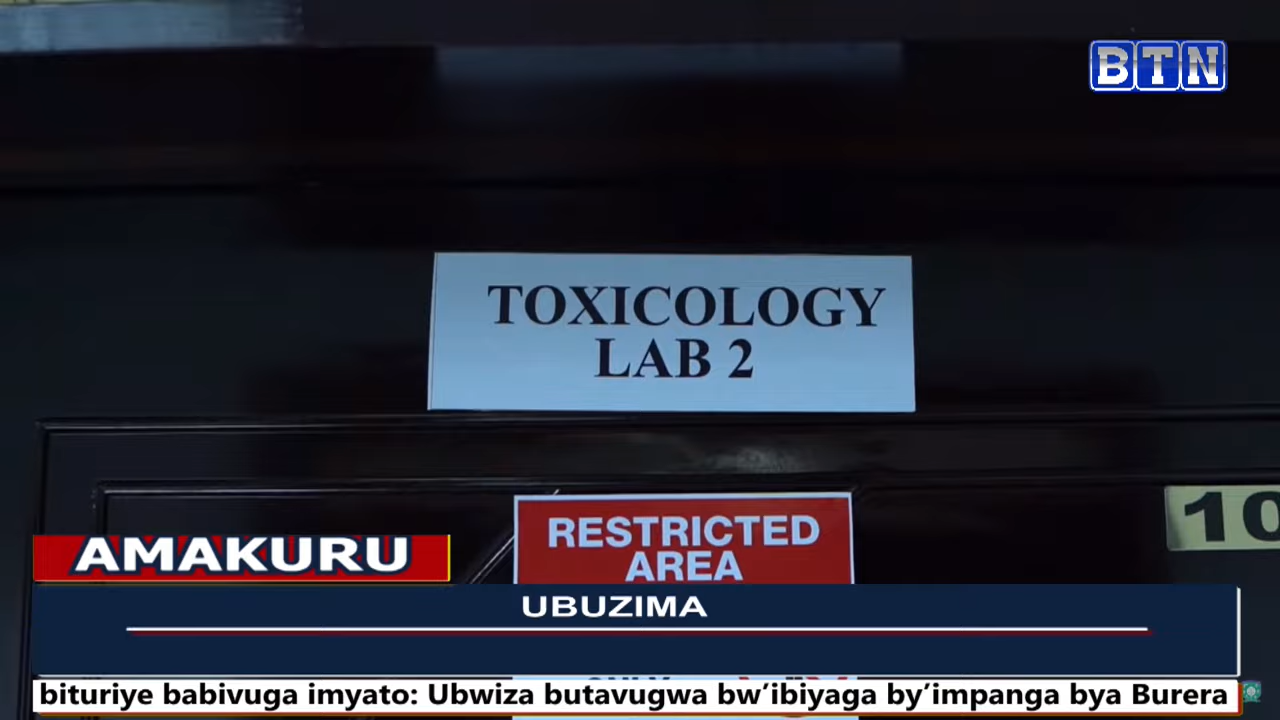 BTN
TOXICOLOGY
LAB 2
RESTRICTED
AREA
10
AMAKURU
UBUZIMA
bituriye babivuga imyato: Ubwiza butavugwa bw’ibiyaga by’impanga bya Burera